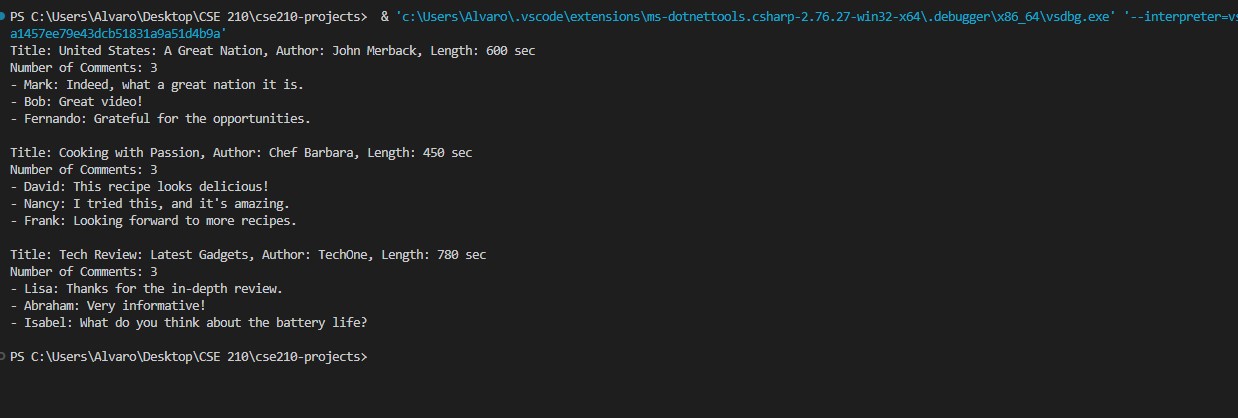 PS C:\Users\Alvaro\Desktop\CSE 210\cse210-projects>  & 'c:\Users\Alvaro\.vscode\extensions\ms-dotnettools.csharp-2.76.27-win32-x64\.debugger\x86_64\vsdbg.exe' '--interpreter=vs
a1457ee79e43dcb51831a9a51d4b9a'
Title: United States: A Great Nation, Author: John Merback, Length: 600 sec
Number of Comments: 3
- Mark: Indeed, what a great nation it is.
- Bob: Great video!
- Fernando: Grateful for the opportunities.

Title: Cooking with Passion, Author: Chef Barbara, Length: 450 sec
Number of Comments: 3
- David: This recipe looks delicious!
- Nancy: I tried this, and it's amazing.
- Frank: Looking forward to more recipes.

Title: Tech Review: Latest Gadgets, Author: TechOne, Length: 780 sec
Number of Comments: 3
- Lisa: Thanks for the in-depth review.
- Abraham: Very informative!
- Isabel: What do you think about the battery life?

PS C:\Users\Alvaro\Desktop\CSE 210\cse210-projects>